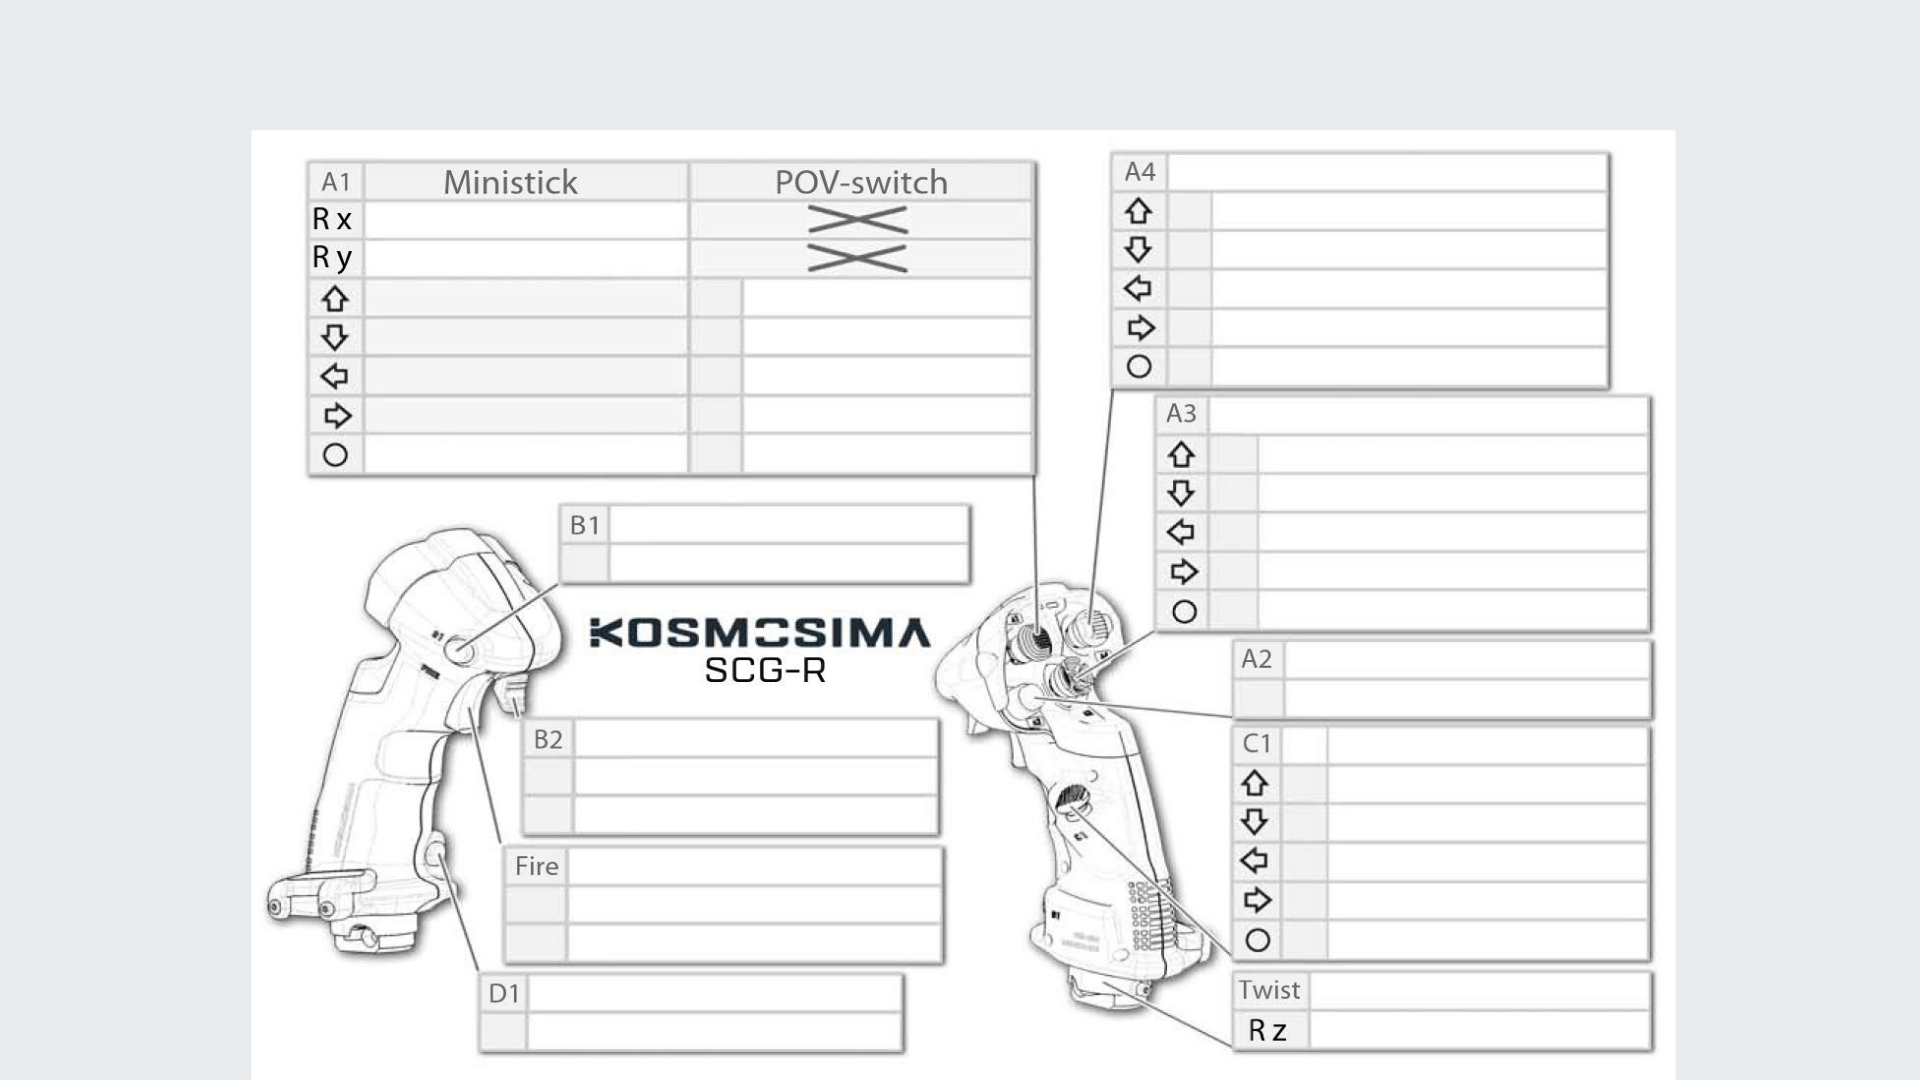 A1 Ministick POV-switch
R x
R y
A4
A3
B1
A2
KOSMOSIMA
SCG-R
B2
C1
Fire
D1
Twist
R z